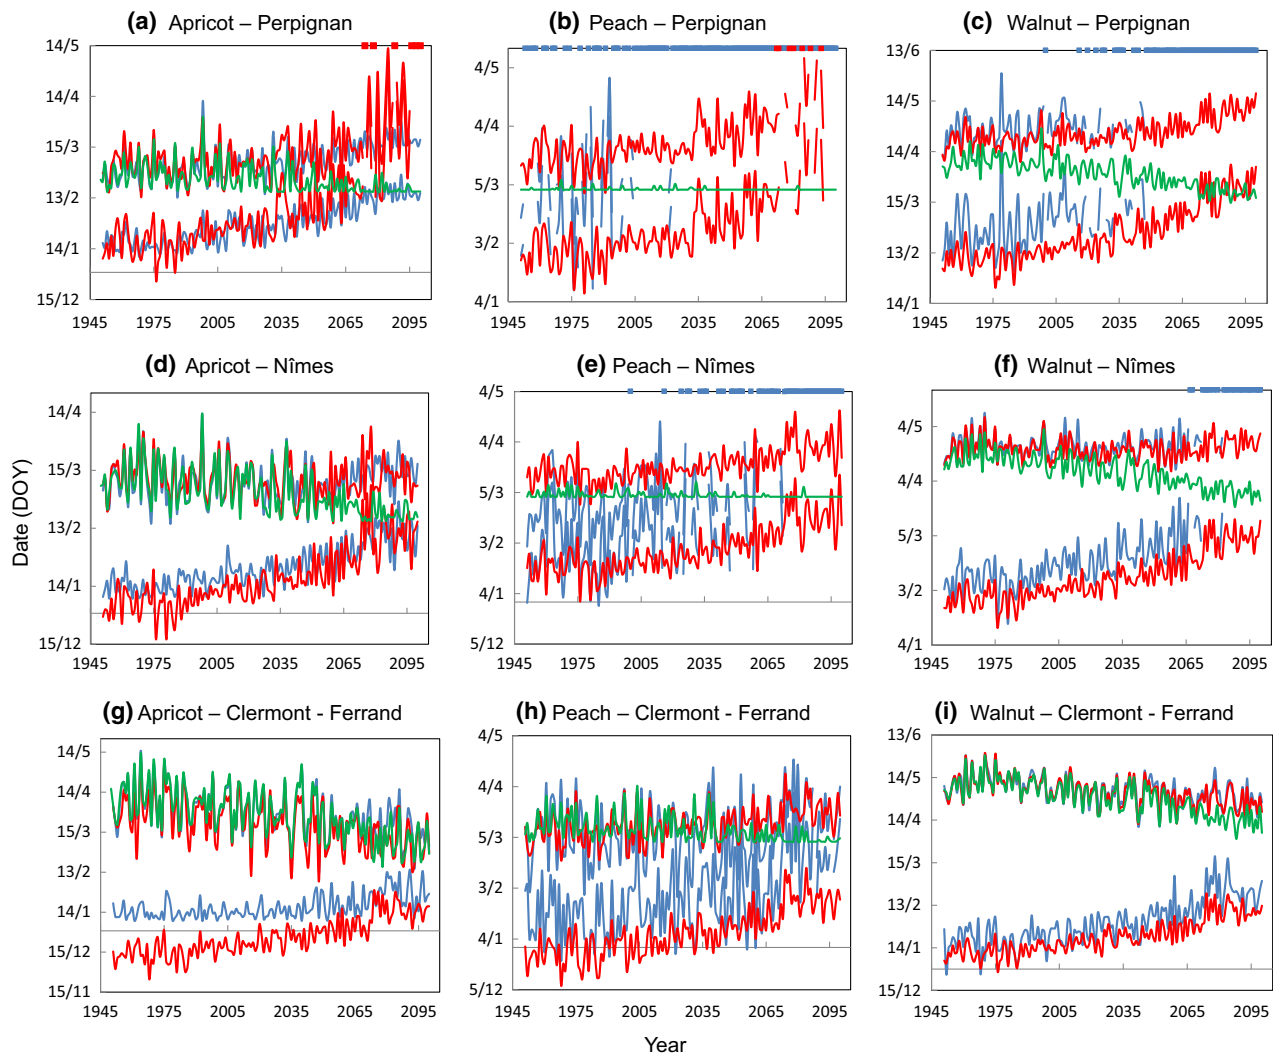 (a) Apricot – Perpignan
(b) Peach – Perpignan
(c) Walnut – Perpignan
14/5
14/4
15/3
13/2
14/1
15/12
1945 1975 2005 2035 2065 2095
4/5
4/4
5/3
3/2
4/1
1945 1975 2005 2035 2065 2095
13/6
14/5
14/4
15/3
13/2
14/1
1945 1975 2005 2035 2065 2095
(d) Apricot – Nîmes
(e) Peach – Nîmes
(f) Walnut – Nîmes
Date (DOY)
14/4
15/3
13/2
14/1
15/12
1945 1975 2005 2035 2065 2095
4/5
4/4
5/3
3/2
4/1
5/12
1945 1975 2005 2035 2065 2095
4/5
4/4
5/3
3/2
4/1
1945 1975 2005 2035 2065 2095
(g) Apricot – Clermont - Ferrand
(h) Peach – Clermont - Ferrand
(i) Walnut – Clermont - Ferrand
14/5
14/4
15/3
13/2
14/1
15/12
15/11
1945 1975 2005 2035 2065 2095
4/5
4/4
5/3
3/2
4/1
5/12
1945 1975 2005 2035 2065 2095
13/6
14/5
14/4
15/3
13/2
14/1
15/12
1945 1975 2005 2035 2065 2095
Year